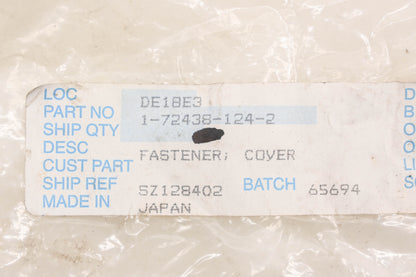 LOC DE18E3
PART NO 1-72438-124-2
SHIP QTY
DESC FASTENER; COVER
CUST PART
SHIP REF SZ128402 BATCH 65694
MADE IN JAPAN
D
B
D
O
L
S